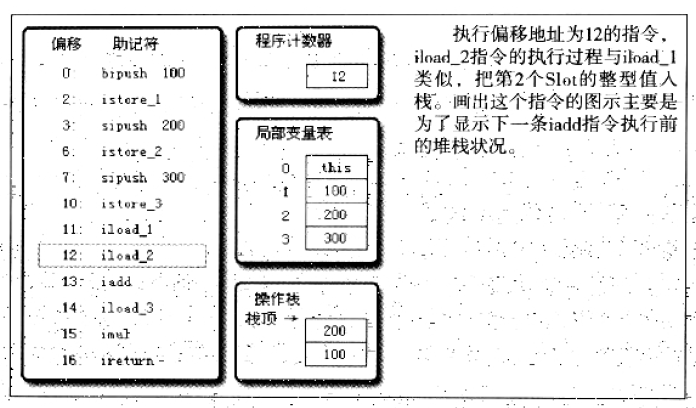 偏移 助记符
0: bipush 100
2: istore_1
3: sipush 200
6: istore_2
7: sipush 300
10: istore_3
11: iload_1
12: iload_2
13: iadd
14: iload_3
15: imul
16: ireturn
程序计数器
12
局部变量表
0 this
1 100
2 200
3 300
操作栈
栈顶 →
200
100
执行偏移地址为12的指令，
iload_2指令的执行过程与iload_1
类似，把第2个Slot的整型值入
栈。画出这个指令的图示主要是
为了显示下一条iadd指令执行前
的堆栈状况。